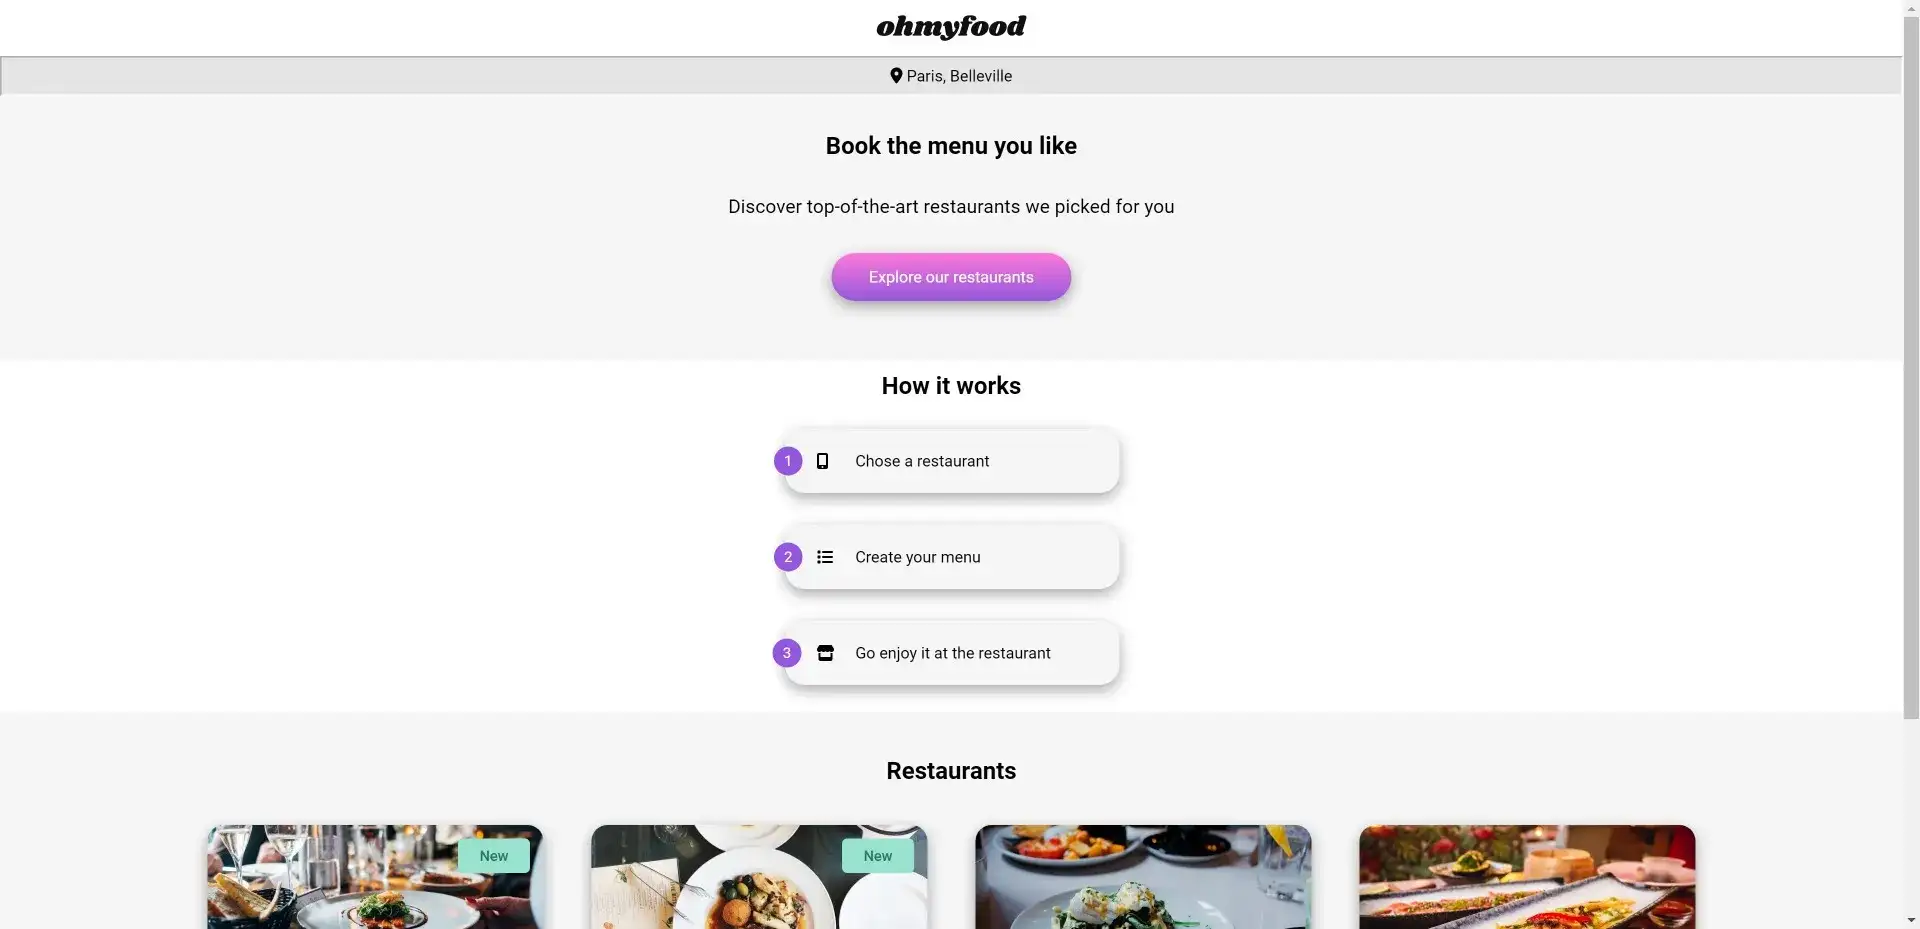 ohmyfood
Paris, Belleville
Book the menu you like
Discover top-of-the-art restaurants we picked for you
Explore our restaurants
How it works
1 Chose a restaurant
2 Create your menu
3 Go enjoy it at the restaurant
Restaurants
New
New